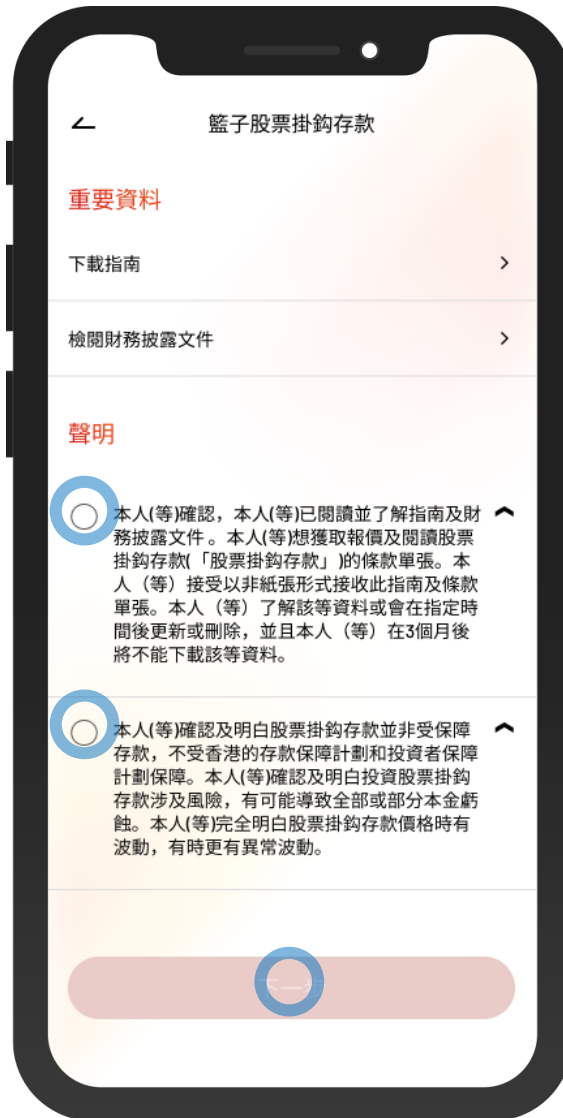 籃子股票掛鈎存款
重要資料
下載指南
檢閱財務披露文件
聲明
本人(等)確認，本人(等)已閱讀並了解指南及財
務披露文件。本人(等)想獲取報價及閱讀股票
掛鈎存款(「股票掛鈎存款」)的條款單張。本
人（等）接受以非紙張形式接收此指南及條款
單張。本人（等）了解該等資料或會在指定時
間後更新或刪除，並且本人（等）在3個月後
將不能下載該等資料。
本人(等)確認及明白股票掛鈎存款並非受保障
存款，不受香港的存款保障計劃和投資者保障
計劃保障。本人(等)確認及明白投資股票掛鈎
存款涉及風險，有可能導致全部或部分本金虧
蝕。本人(等)完全明白股票掛鈎存款價格時有
波動，有時更有異常波動。
下一步